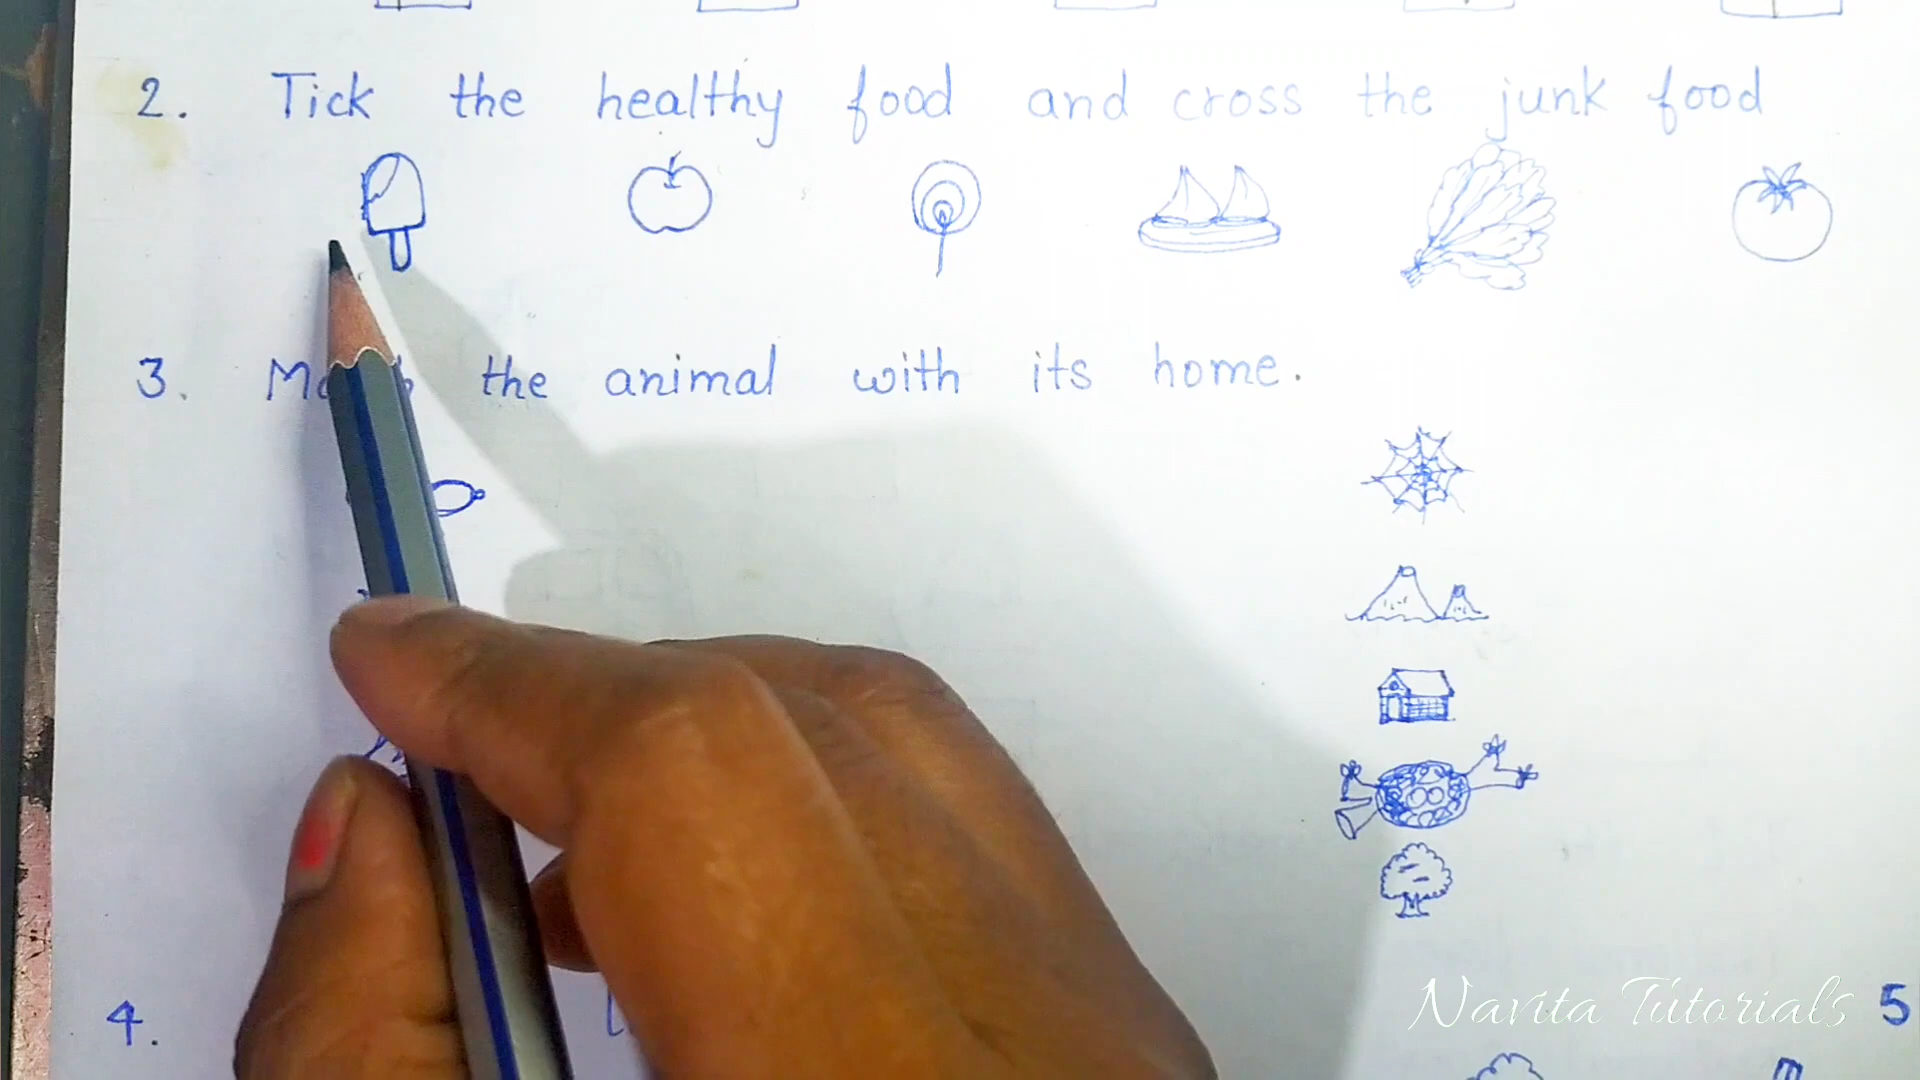 2. Tick the healthy food and cross the junk food
3. the animal with its home.
4.
Navita Tutorials
5